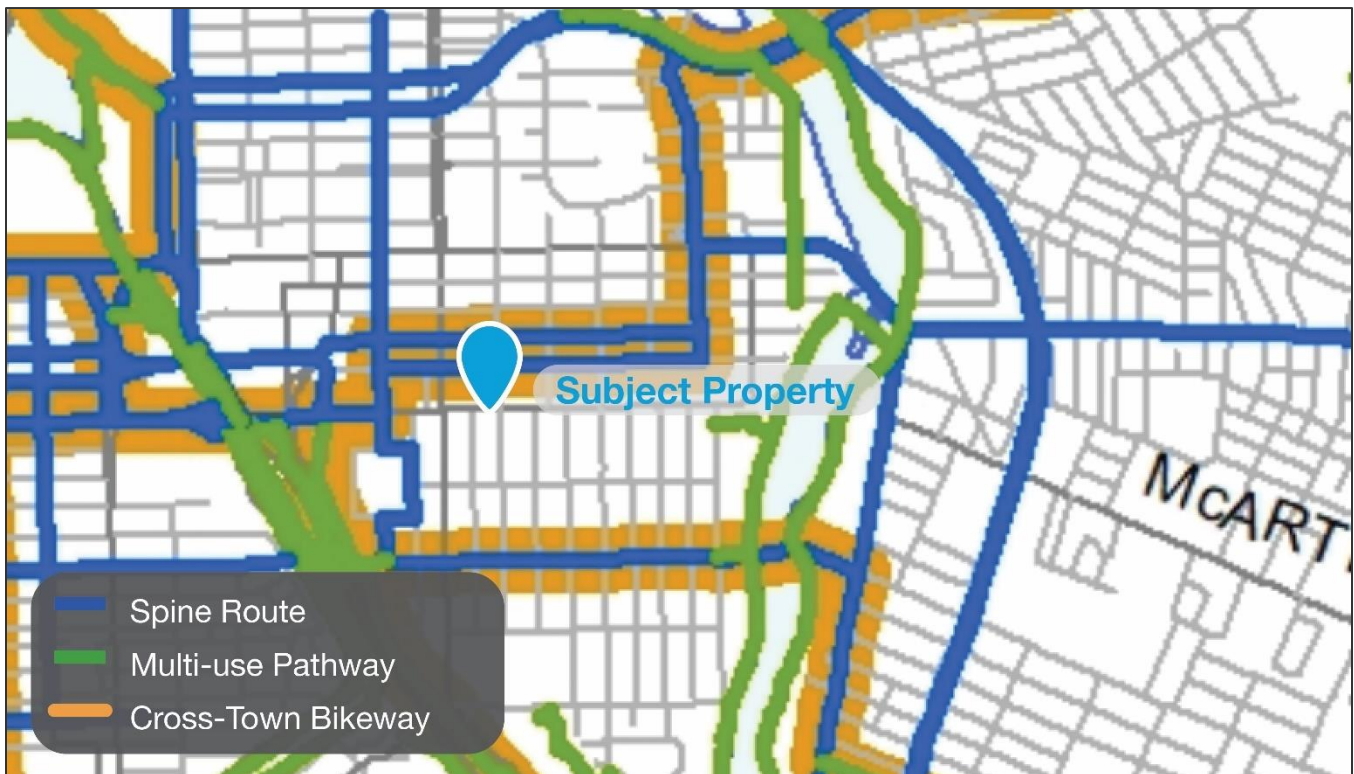 Subject Property
McART
Spine Route
Multi-use Pathway
Cross-Town Bikeway